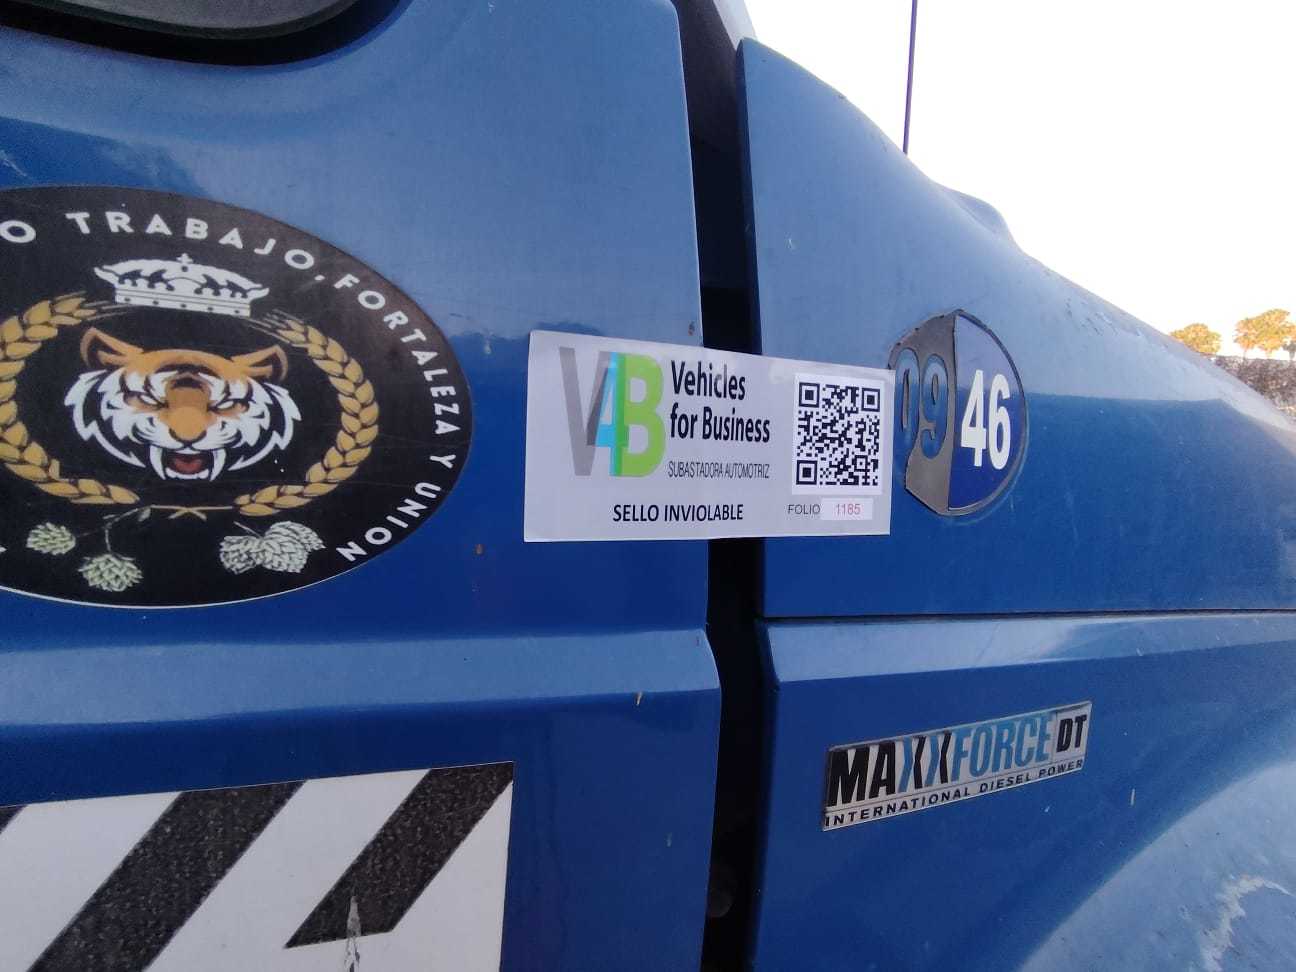 O TRABAJO, FORTALEZA Y UNION
V4B
Vehicles
for Business
SUBASTADORA AUTOMOTRIZ
SELLO INVIOLABLE
FOLIO 1185
09 46
MAXXFORCE DT
INTERNATIONAL DIESEL POWER